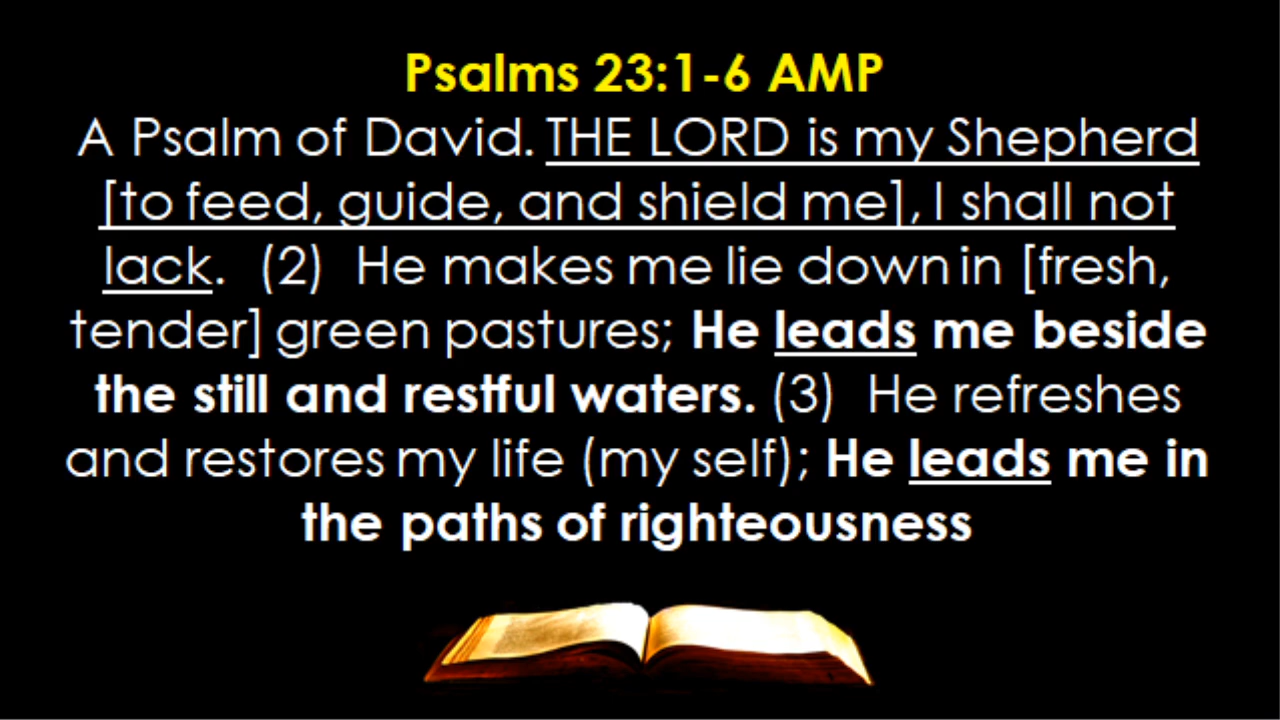 Psalms 23:1-6 AMP
A Psalm of David. THE LORD is my Shepherd
[to feed, guide, and shield me], I shall not
lack.  (2)  He makes me lie down in [fresh,
tender] green pastures; He leads me beside
the still and restful waters. (3)  He refreshes
and restores my life (my self); He leads me in
the paths of righteousness